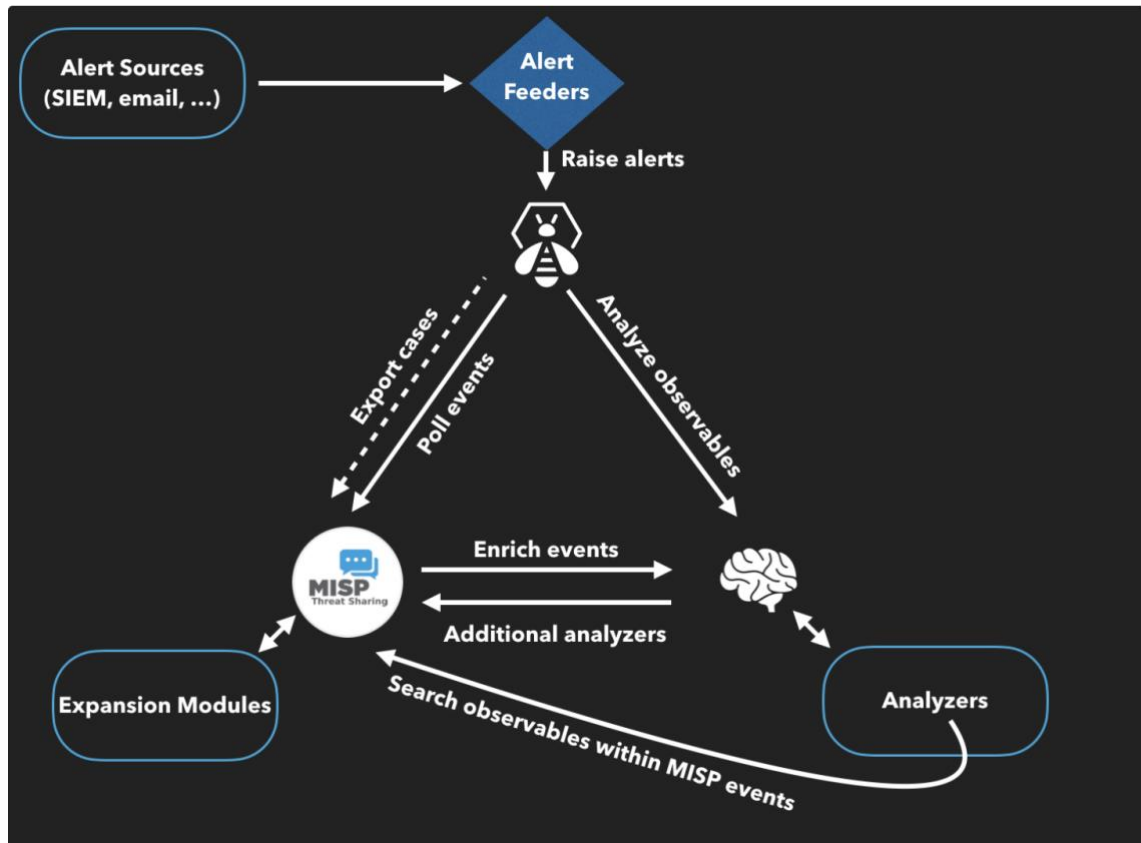 Alert Sources
(SIEM, email, ...)
Alert
Feeders
Raise alerts
Export cases
Poll events
Analyze observables
MISP
Threat Sharing
Enrich events
Additional analyzers
Expansion Modules
Analyzers
Search observables within MISP events